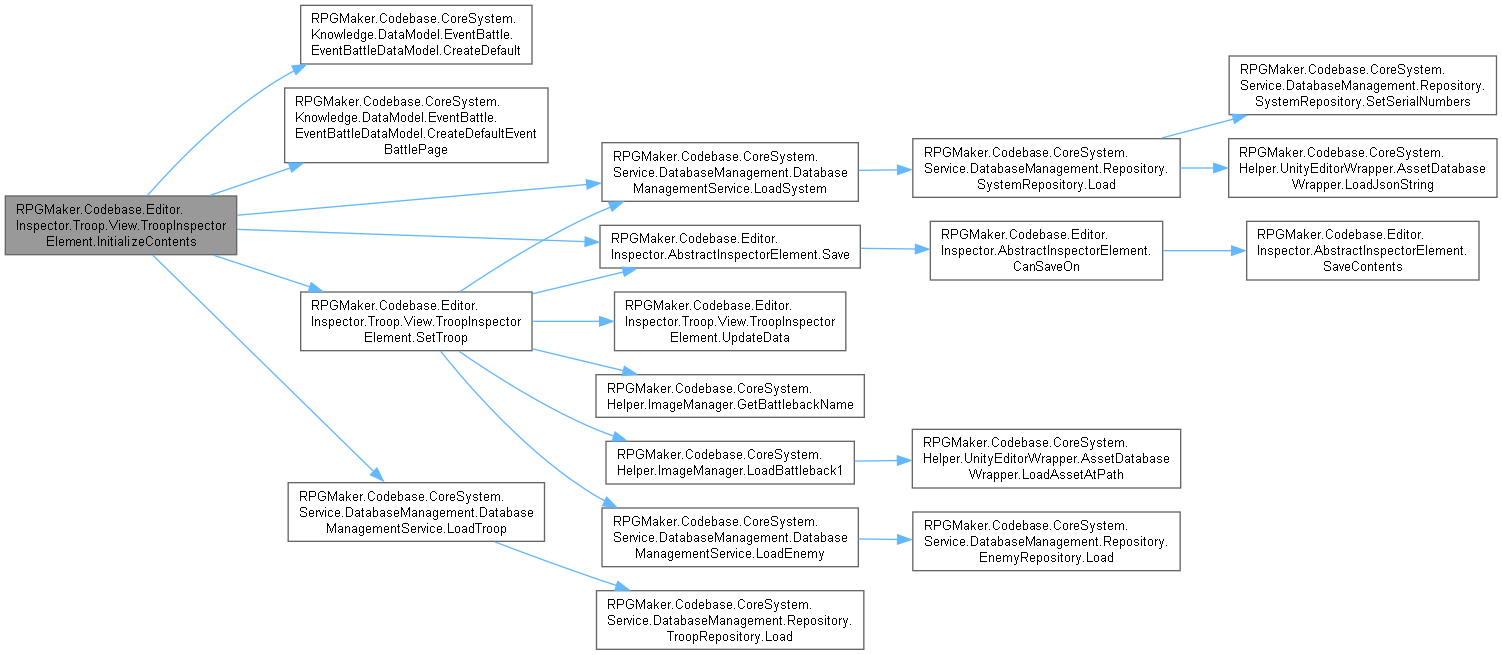 RPGMaker.Codebase.Editor.
Inspector.Troop.View.TroopInspector
Element.InitializeContents
RPGMaker.Codebase.CoreSystem.
Knowledge.DataModel.EventBattle.
EventBattleDataModel.CreateDefault
RPGMaker.Codebase.CoreSystem.
Knowledge.DataModel.EventBattle.
EventBattleDataModel.CreateDefaultEvent
BattlePage
RPGMaker.Codebase.Editor.
Inspector.Troop.View.TroopInspector
Element.SetTroop
RPGMaker.Codebase.CoreSystem.
Service.DatabaseManagement.Database
ManagementService.LoadTroop
RPGMaker.Codebase.CoreSystem.
Service.DatabaseManagement.Database
ManagementService.LoadSystem
RPGMaker.Codebase.Editor.
Inspector.AbstractInspectorElement.Save
RPGMaker.Codebase.Editor.
Inspector.Troop.View.TroopInspector
Element.UpdateData
RPGMaker.Codebase.CoreSystem.
Helper.ImageManager.GetBattlebackName
RPGMaker.Codebase.CoreSystem.
Helper.ImageManager.LoadBattleback1
RPGMaker.Codebase.CoreSystem.
Service.DatabaseManagement.Database
ManagementService.LoadEnemy
RPGMaker.Codebase.CoreSystem.
Service.DatabaseManagement.Repository.
TroopRepository.Load
RPGMaker.Codebase.CoreSystem.
Service.DatabaseManagement.Repository.
SystemRepository.Load
RPGMaker.Codebase.Editor.
Inspector.AbstractInspectorElement.
CanSaveOn
RPGMaker.Codebase.CoreSystem.
Helper.UnityEditorWrapper.AssetDatabase
Wrapper.LoadAssetAtPath
RPGMaker.Codebase.CoreSystem.
Service.DatabaseManagement.Repository.
EnemyRepository.Load
RPGMaker.Codebase.CoreSystem.
Service.DatabaseManagement.Repository.
SystemRepository.SetSerialNumbers
RPGMaker.Codebase.CoreSystem.
Helper.UnityEditorWrapper.AssetDatabase
Wrapper.LoadJsonString
RPGMaker.Codebase.Editor.
Inspector.AbstractInspectorElement.
SaveContents